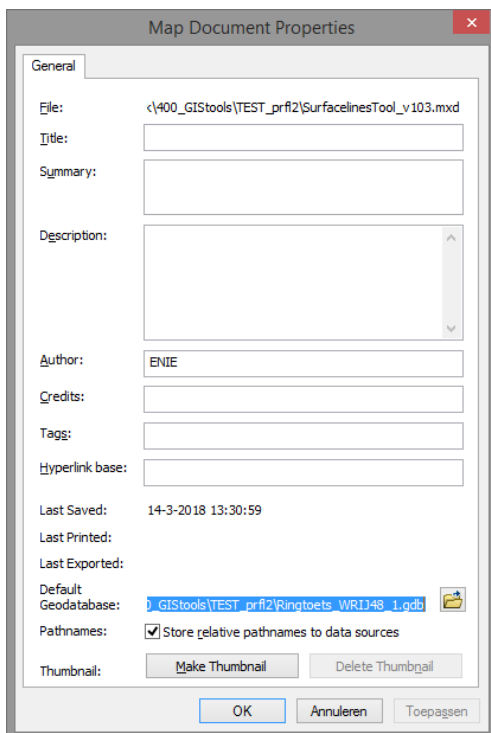 Map Document Properties
General
File: :\400_GIStools\TEST_prfl2\SurfacelinesTool_v103.mxd
Title:
Summary:
Description:
Author: ENIE
Credits:
Tags:
Hyperlink base:
Last Saved: 14-3-2018 13:30:59
Last Printed:
Last Exported:
Default
Geodatabase: 0_GIStools\TEST_prfl2\Ringtoets_WRIJ48_1.gdb
Pathnames: Store relative pathnames to data sources
Thumbnail: Make Thumbnail Delete Thumbnail
OK Annuleren Toepassen